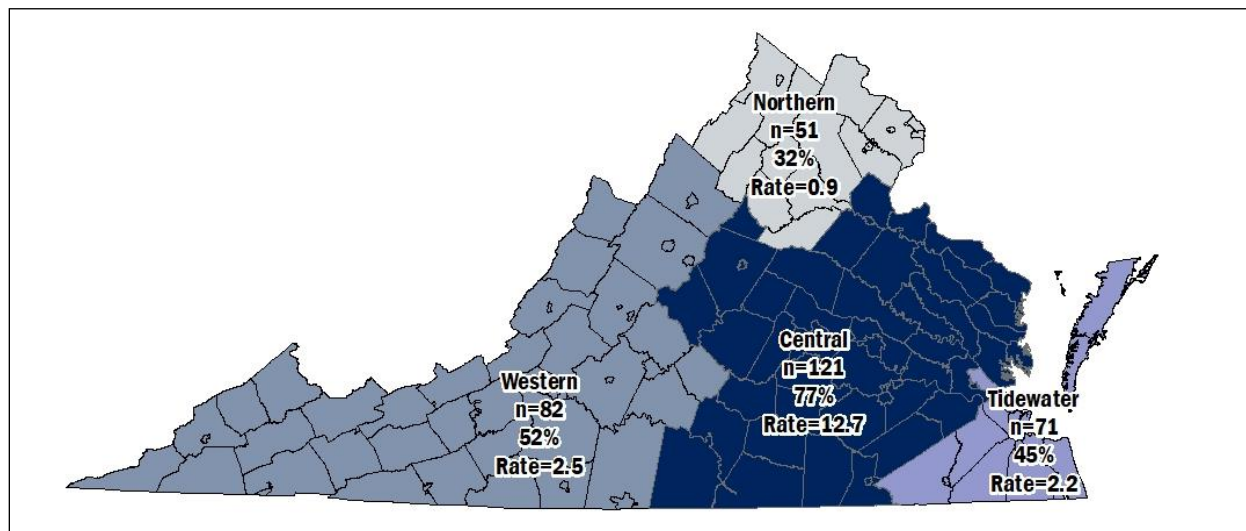 Northern
n=51
32%
Rate=0.9
Central
n=121
77%
Rate=12.7
Western
n=82
52%
Rate=2.5
Tidewater
n=71
45%
Rate=2.2